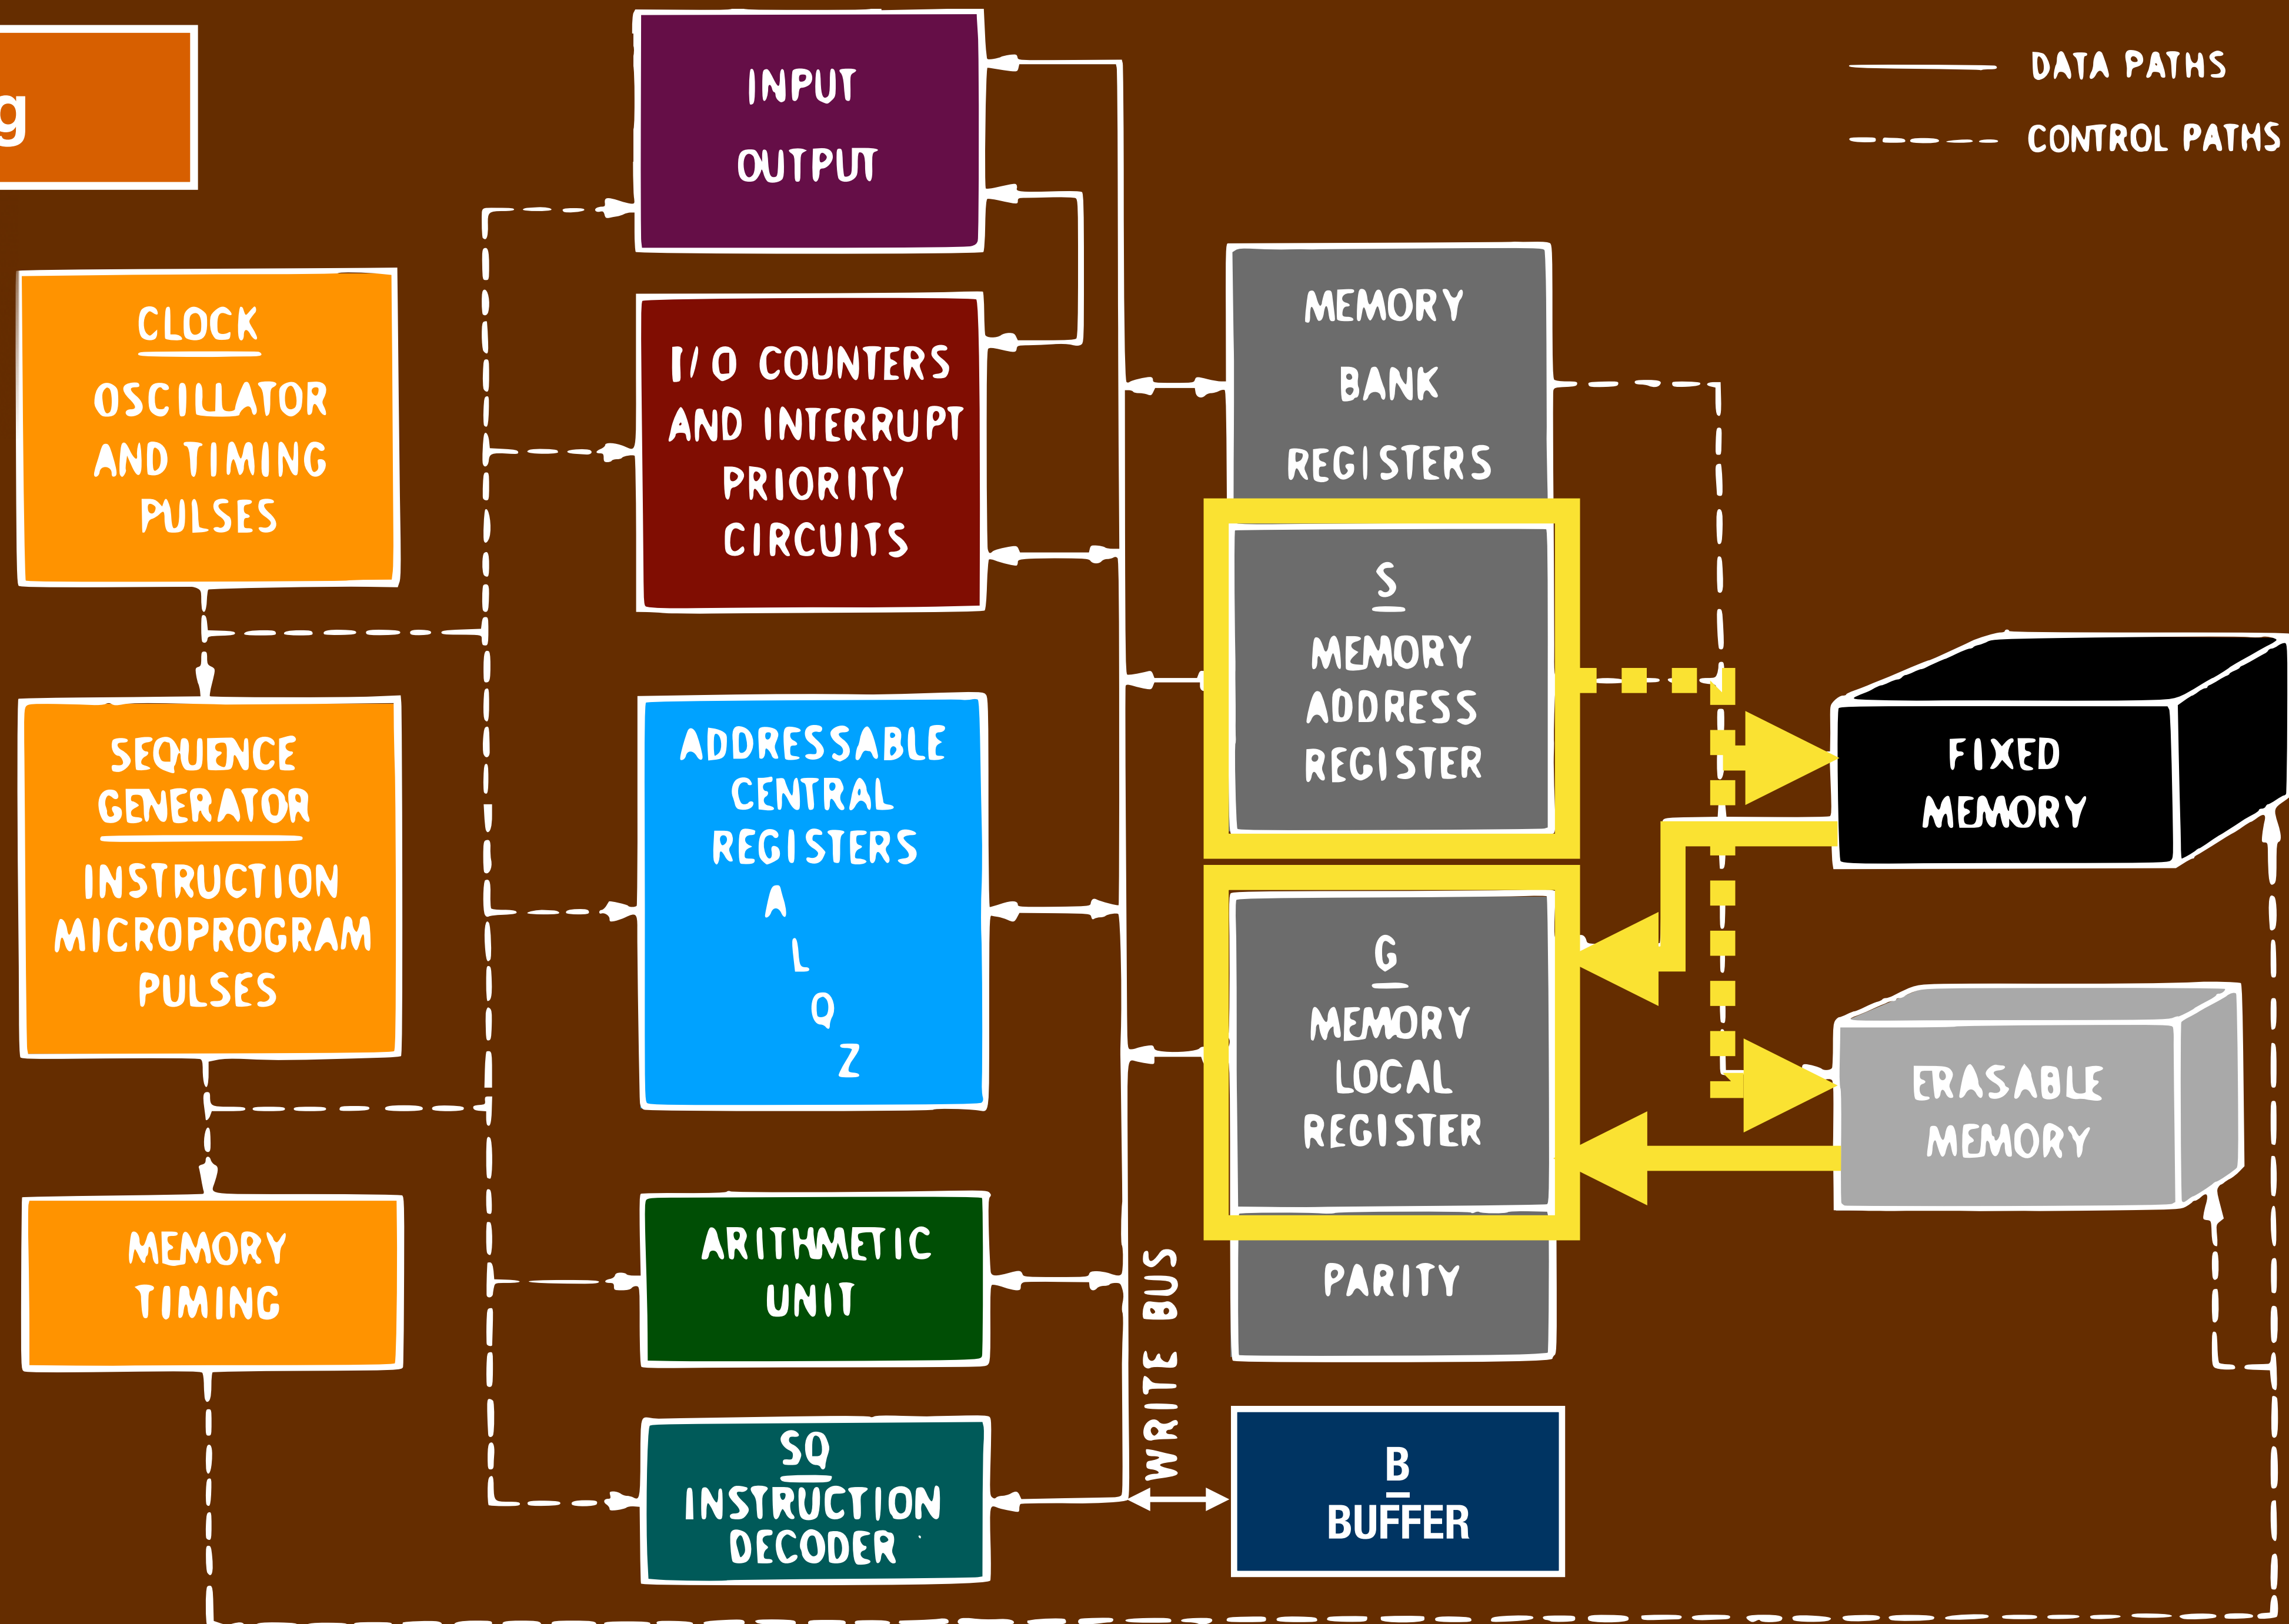 g
INPUT
OUTPUT
DATA PATHS
CONTROL PATHS
CLOCK
OSCILLATOR
AND TIMING
PULSES
I/O COUNTERS
AND INTERRUPT
PRIORITY
CIRCUITS
MEMORY
BANK
REGISTERS
S
MEMORY
ADDRESS
REGISTER
FIXED
MEMORY
SEQUENCE
GENERATOR
INSTRUCTION
MICROPROGRAM
PULSES
ADDRESSABLE
CENTRAL
REGISTERS
A
L
Q
Z
G
MEMORY
LOCAL
REGISTER
ERASABLE
MEMORY
MEMORY
TIMING
ARITHMETIC
UNIT
WRITE BUS
PARITY
SQ
INSTRUCTION
DECODER
B
BUFFER